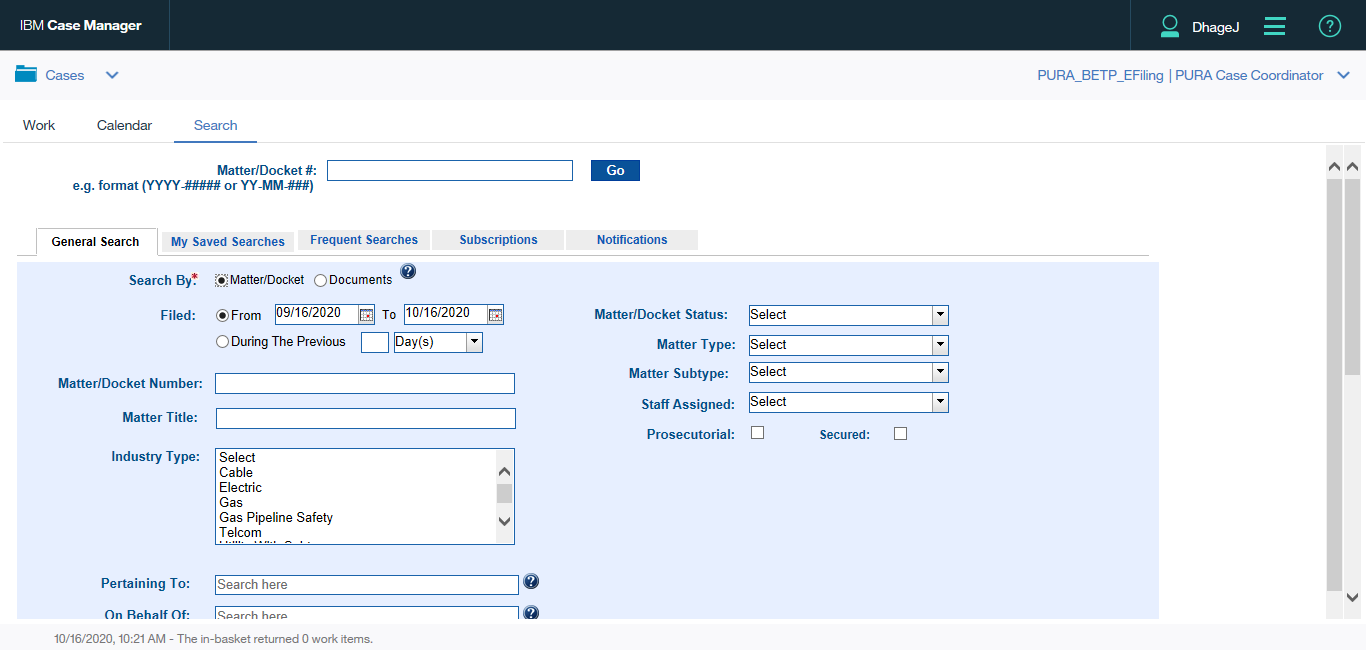 IBM Case Manager
DhageJ
Cases
PURA_BETP_EFiling | PURA Case Coordinator
Work Calendar Search
Matter/Docket #: Go
e.g. format (YYYY-##### or YY-MM-###)
General Search My Saved Searches Frequent Searches Subscriptions Notifications
Search By:* Matter/Docket Documents ?
Filed: From 09/16/2020 To 10/16/2020 Matter/Docket Status: Select
During The Previous Day(s) Matter Type: Select
Matter Subtype: Select
Matter/Docket Number:
Staff Assigned: Select
Matter Title:
Prosecutorial: Secured:
Industry Type: Select
Cable
Electric
Gas
Gas Pipeline Safety
Telcom
Pertaining To: Search here ?
On Behalf Of: Search here ?
10/16/2020, 10:21 AM - The in-basket returned 0 work items.